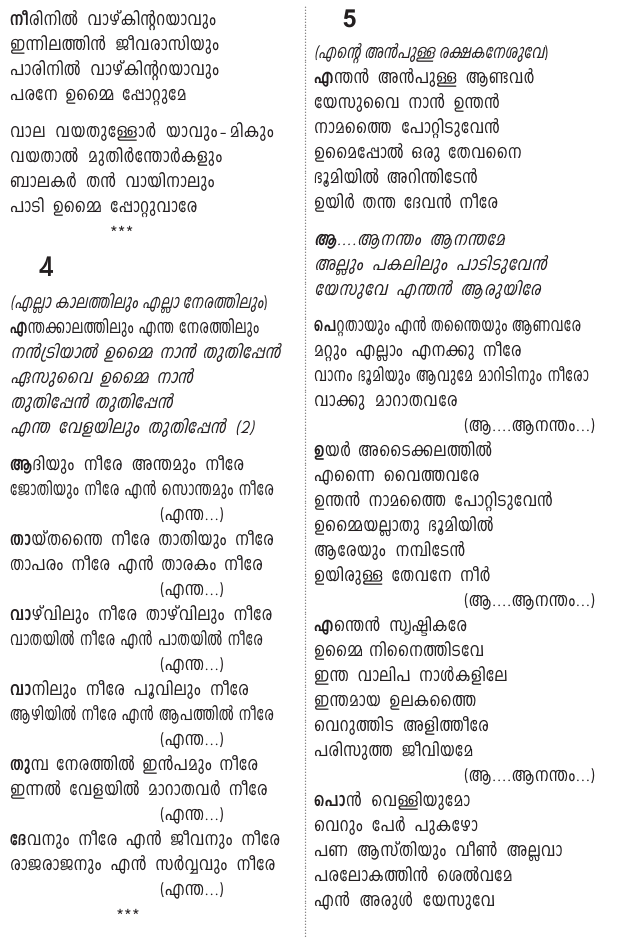 നീരിനിൽ വാഴ്കിന്റയാവും
ഇന്നിലത്തിൻ ജീവരാസിയും
പാരിനിൽ വാഴ്കിന്റയാവും
പരനേ ഉമ്മൈ പ്പോറ്റുമേ
വാല വയതുള്ളോർ യാവും-മികും
വയതാൽ മുതിർന്തോർകളും
ബാലകർ തൻ വായിനാലും
പാടി ഉമ്മൈ പ്പോറ്റുവാരേ
***
4
(എല്ലാ കാലത്തിലും എല്ലാ നേരത്തിലും)
എന്തക്കാലത്തിലും എന്ത നേരത്തിലും
നൻട്രിയാൽ ഉമ്മൈ നാൻ തുതിപ്പേൻ
ഏസുവൈ ഉമ്മൈ നാൻ
തുതിപ്പേൻ തുതിപ്പേൻ
എന്ത വേളയിലും തുതിപ്പേൻ (2)
ആദിയും നീരേ അന്തമും നീരേ
ജോതിയും നീരേ എൻ സൊന്തമും നീരേ
(എന്ത...)
തായ്തന്തൈ നീരേ താതിയും നീരേ
താപരം നീരേ എൻ താരകം നീരേ
(എന്ത...)
വാഴ്വിലും നീരേ താഴ്വിലും നീരേ
വാതയിൽ നീരേ എൻ പാതയിൽ നീരേ
(എന്ത...)
വാനിലും നീരേ പൂവിലും നീരേ
ആഴിയിൽ നീരേ എൻ ആപത്തിൽ നീരേ
(എന്ത...)
തുമ്പ നേരത്തിൽ ഇൻപമും നീരേ
ഇന്നൽ വേളയിൽ മാറാതവർ നീരേ
(എന്ത...)
ദേവനും നീരേ എൻ ജീവനും നീരേ
രാജരാജനും എൻ സർവ്വവും നീരേ
(എന്ത...)
***
5
(എന്റെ അൻപുള്ള രക്ഷകനേശുവേ)
എന്തൻ അൻപുള്ള ആണ്ടവർ
യേസുവൈ നാൻ ഉന്തൻ
നാമത്തൈ പോറ്റിടുവേൻ
ഉമൈപ്പോൽ ഒരു തേവനൈ
ഭൂമിയിൽ അറിന്തിടേൻ
ഉയിർ തന്ത ദേവൻ നീരേ
ആ....ആനന്തം ആനന്തമേ
അല്ലും പകലിലും പാടിടുവേൻ
യേസുവേ എന്തൻ ആരുയിരേ
പെറ്റതായും എൻ തന്തൈയും ആണവരേ
മറ്റും എല്ലാം എനക്കു നീരേ
വാനം ഭൂമിയും ആവുമേ മാറിടിനും നീരോ
വാക്കു മാറാതവരേ
(ആ....ആനന്തം...)
ഉയർ അടൈക്കലത്തിൽ
എന്നൈ വൈത്തവരേ
ഉന്തൻ നാമത്തൈ പോറ്റിടുവേൻ
ഉമ്മൈയല്ലാതു ഭൂമിയിൽ
ആരേയും നമ്പിടേൻ
ഉയിരുള്ള തേവനേ നീർ
(ആ....ആനന്തം...)
എന്തെൻ സൃഷ്ടികരേ
ഉമ്മൈ നിനൈത്തിടവേ
ഇന്ത വാലിപ നാൾകളിലേ
ഇന്തമായ ഉലകത്തൈ
വെറുത്തിട അളിത്തീരേ
പരിസുത്ത ജീവിയമേ
(ആ....ആനന്തം...)
പൊൻ വെള്ളിയുമോ
വെറും പേർ പുകഴോ
പണ ആസ്തിയും വീൺ അല്ലവാ
പരലോകത്തിൻ ശെൽവമേ
എൻ അരുൾ യേസുവേ